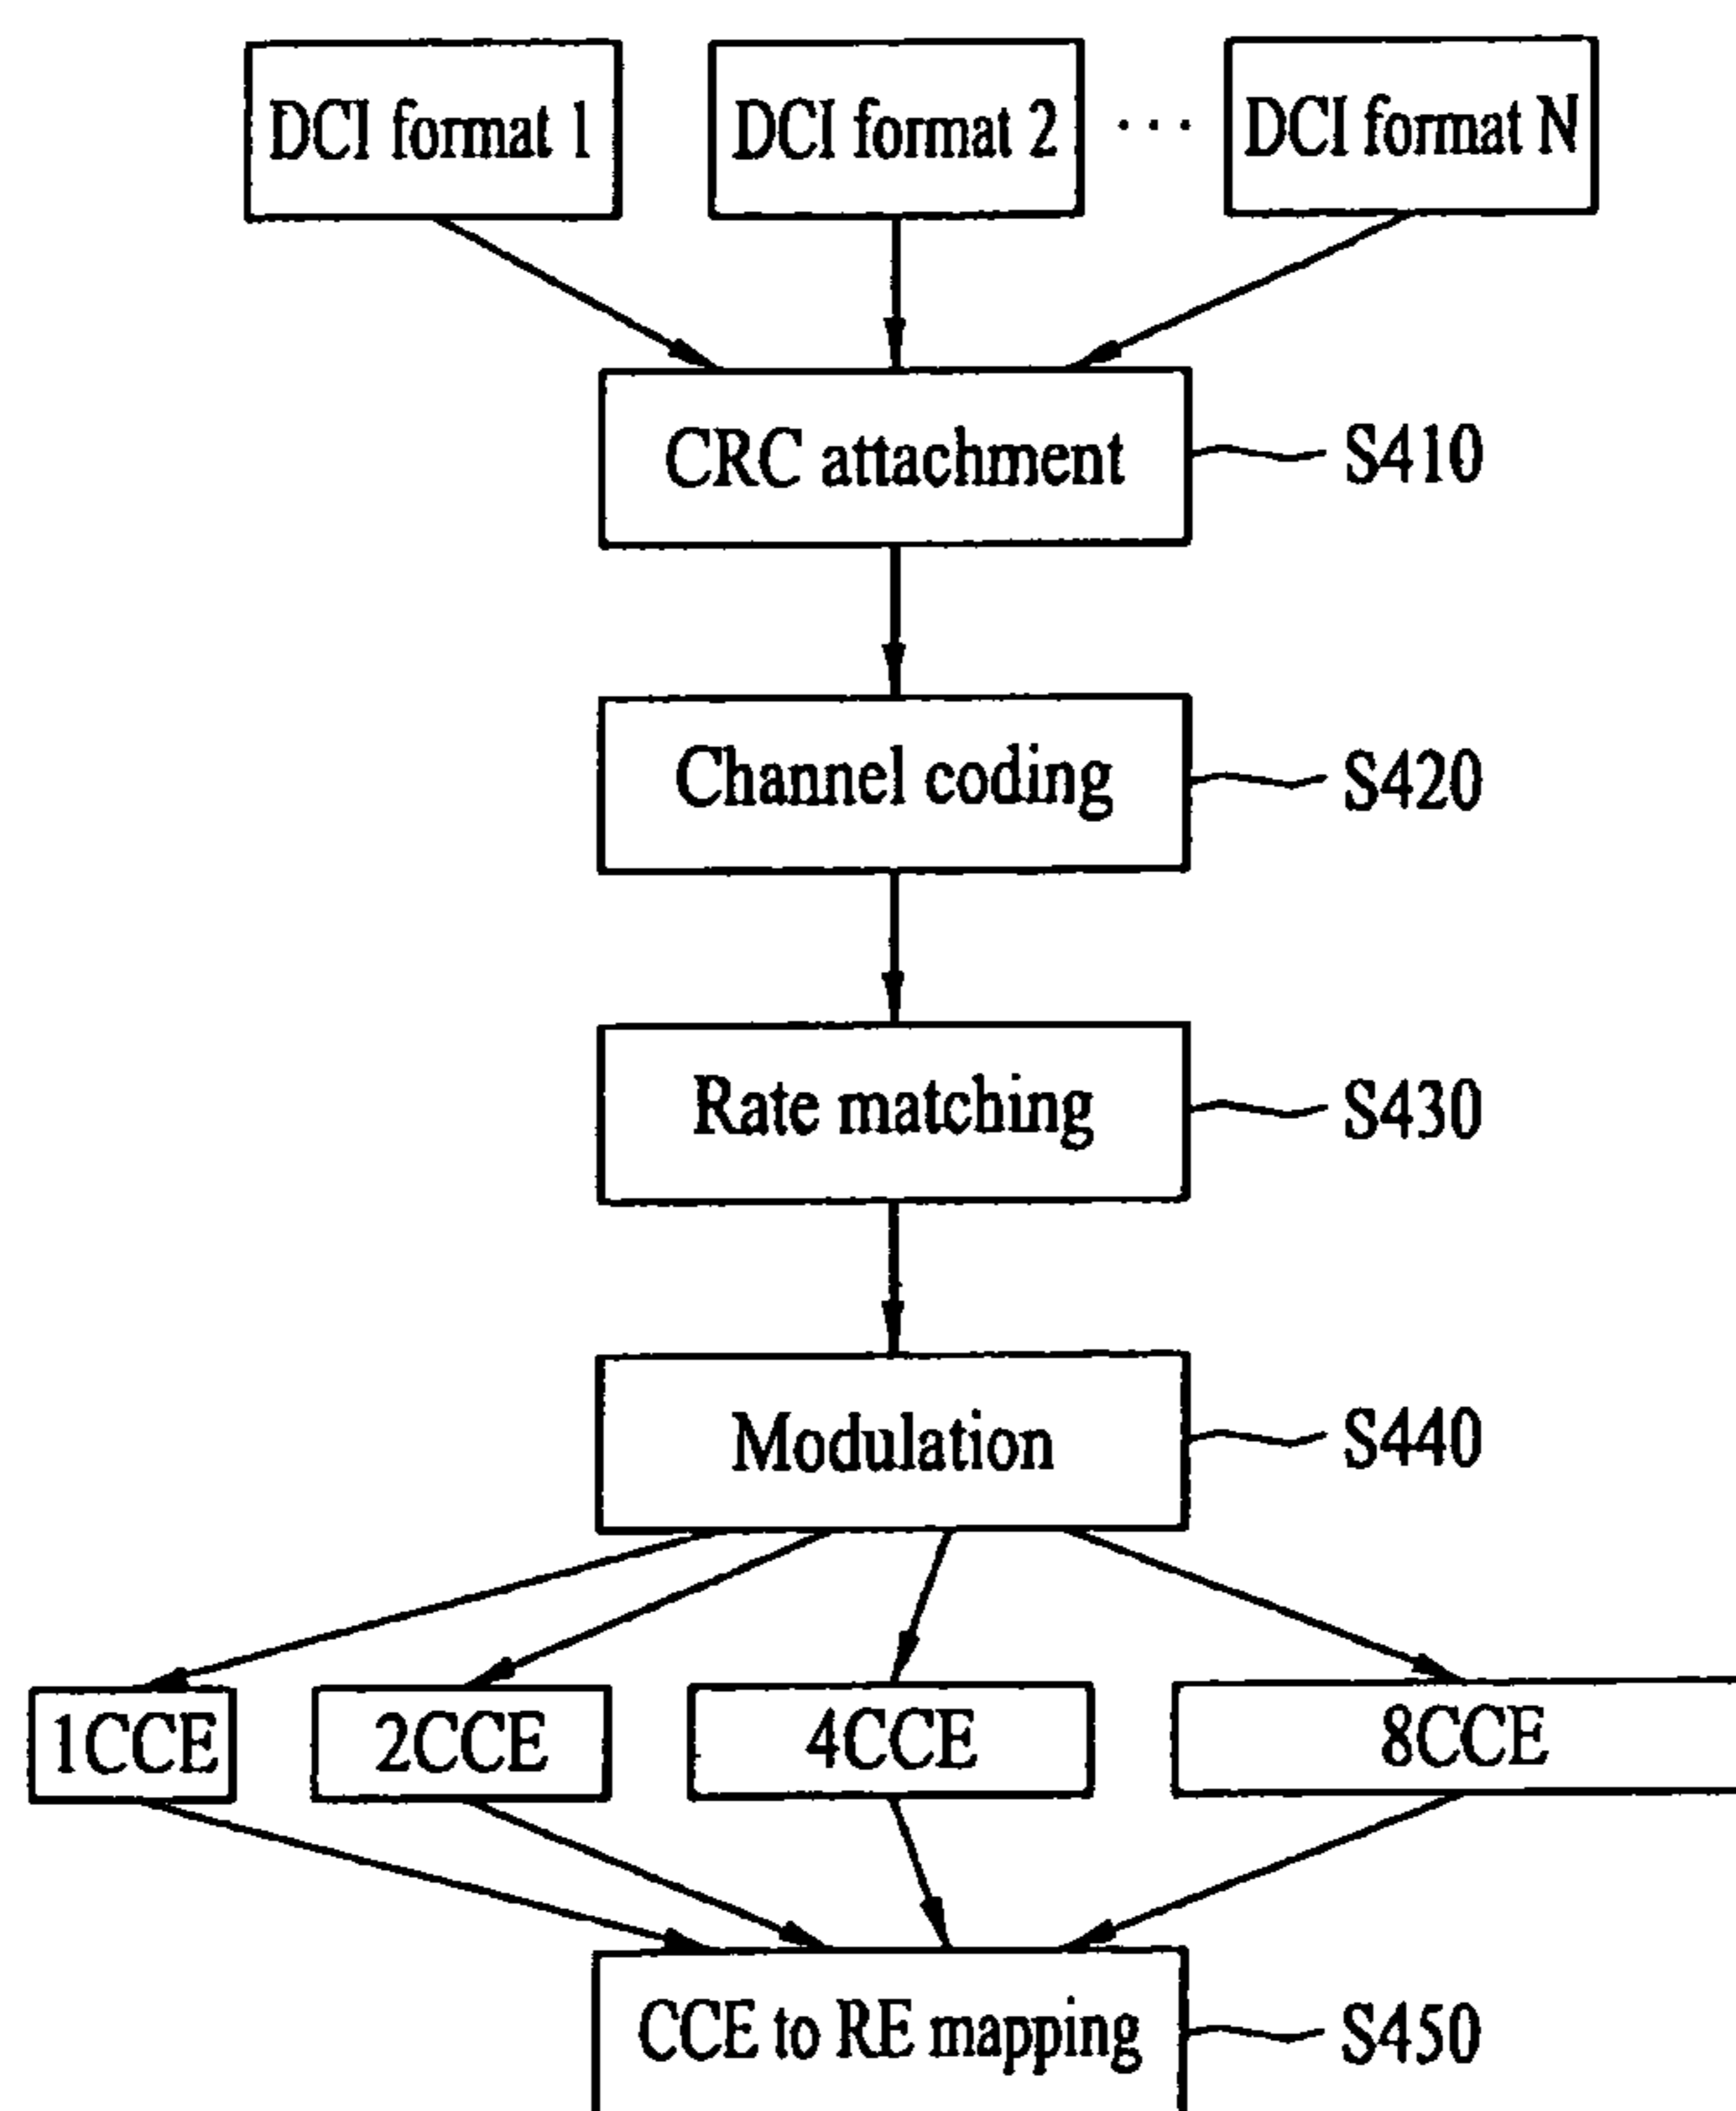 DCI format 1
DCI format 2
...
DCI format N
CRC attachment
S410
Channel coding
S420
Rate matching
S430
Modulation
S440
1CCE
2CCE
4CCE
8CCE
CCE to RE mapping
S450